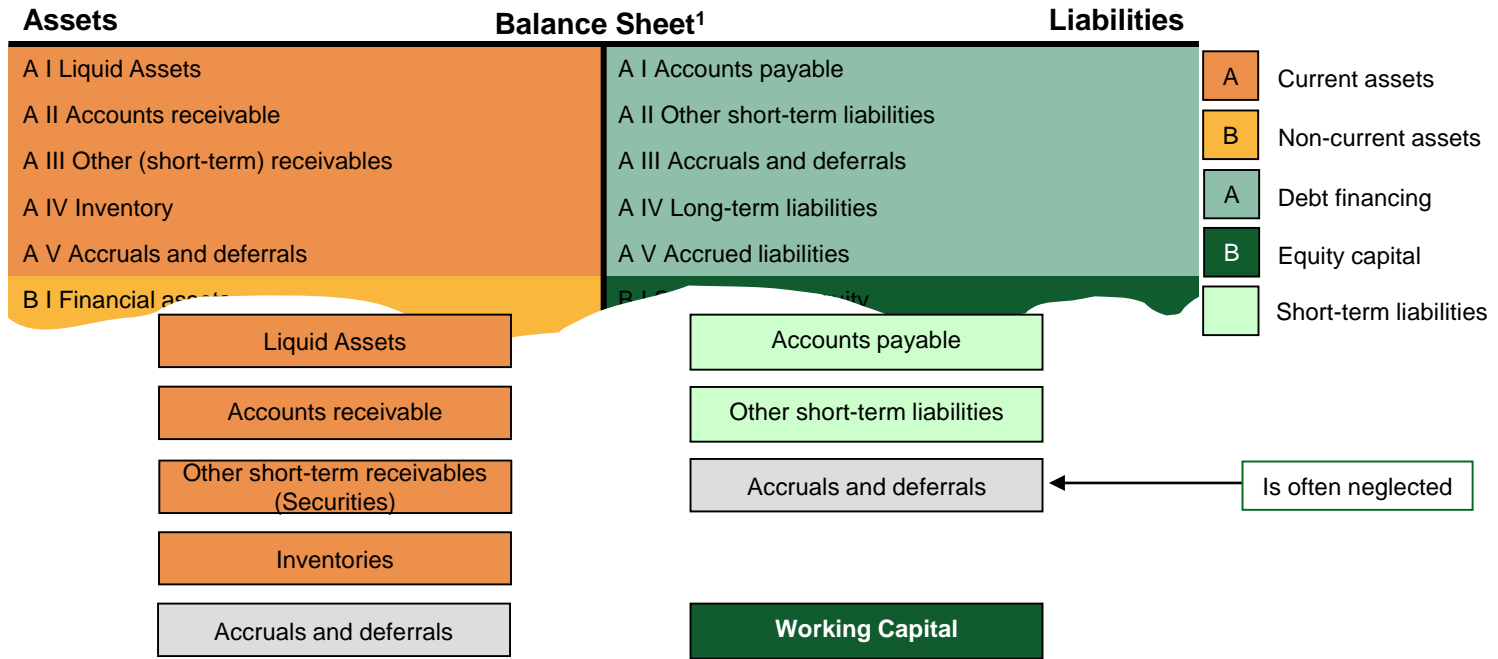 Assets
Balance Sheet¹
Liabilities
A I Liquid Assets
A II Accounts receivable
A III Other (short-term) receivables
A IV Inventory
A V Accruals and deferrals
B I Financial assets
A I Accounts payable
A II Other short-term liabilities
A III Accruals and deferrals
A IV Long-term liabilities
A V Accrued liabilities
B I
A Current assets
B Non-current assets
A Debt financing
B Equity capital
Short-term liabilities
Liquid Assets
Accounts receivable
Other short-term receivables
(Securities)
Inventories
Accruals and deferrals
Accounts payable
Other short-term liabilities
Accruals and deferrals
Is often neglected
Working Capital